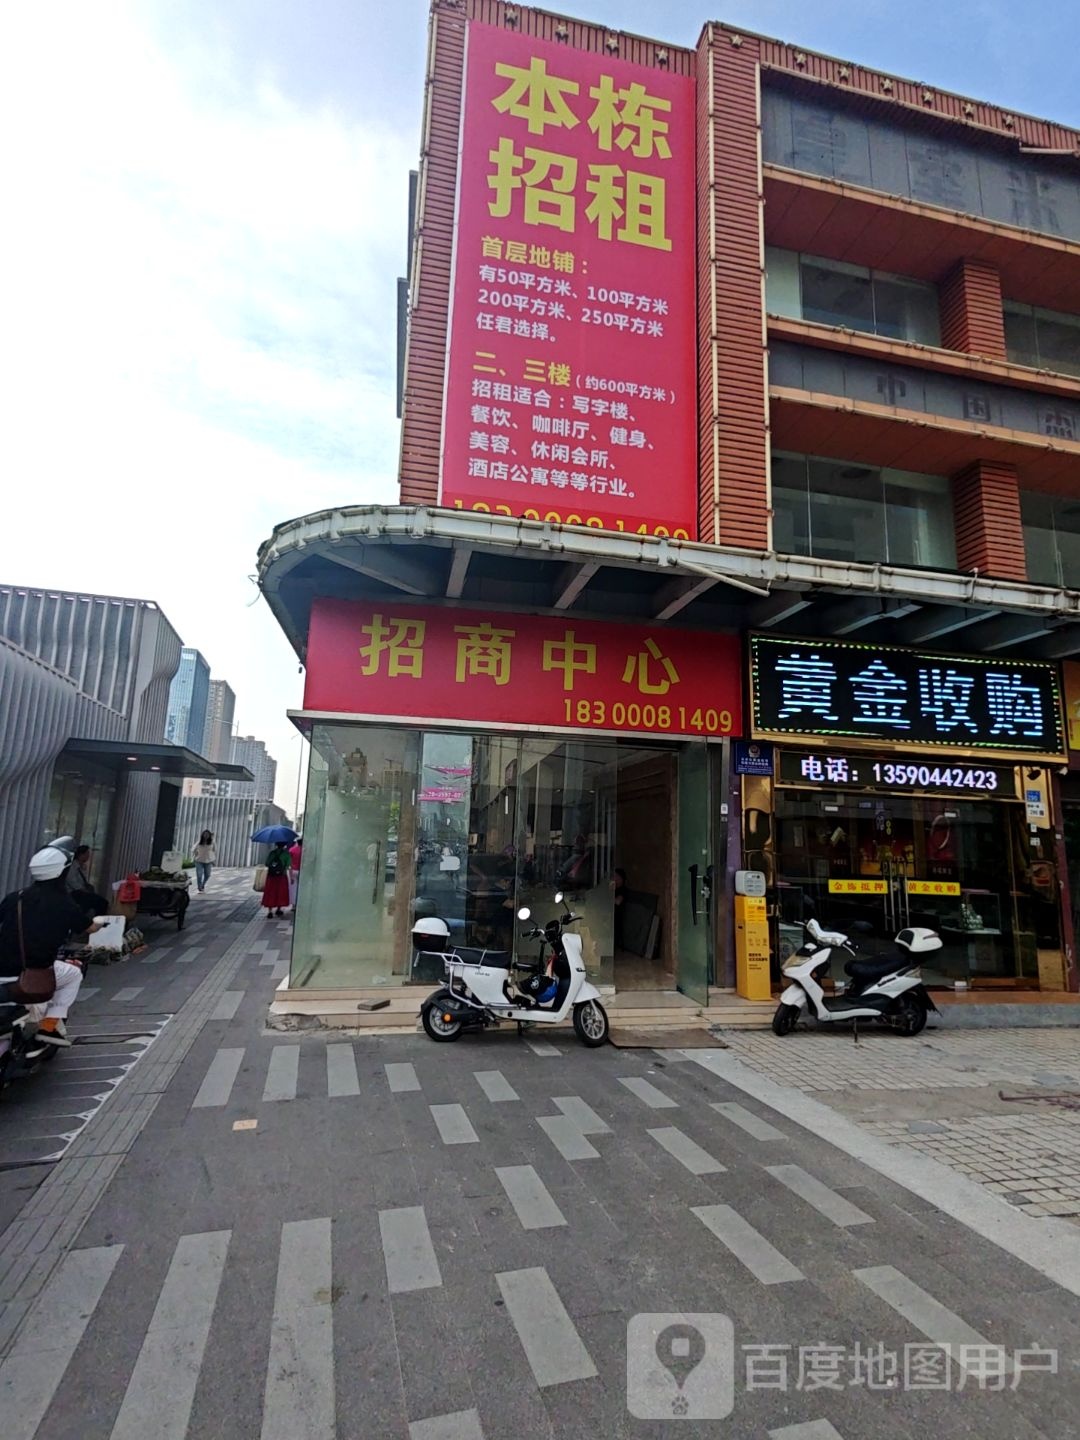 本栋
招租
首层地铺：
有50平方米、100平方米
200平方米、250平方米
任君选择。
二、三楼（约600平方米）
招租适合：写字楼、
餐饮、咖啡厅、健身、
美容、休闲会所、
酒店公寓等等行业。
18300081409
招商中心
18300081409
黄金收购
电话：13590442423
金饰抵押 黄金收购
百度地图用户